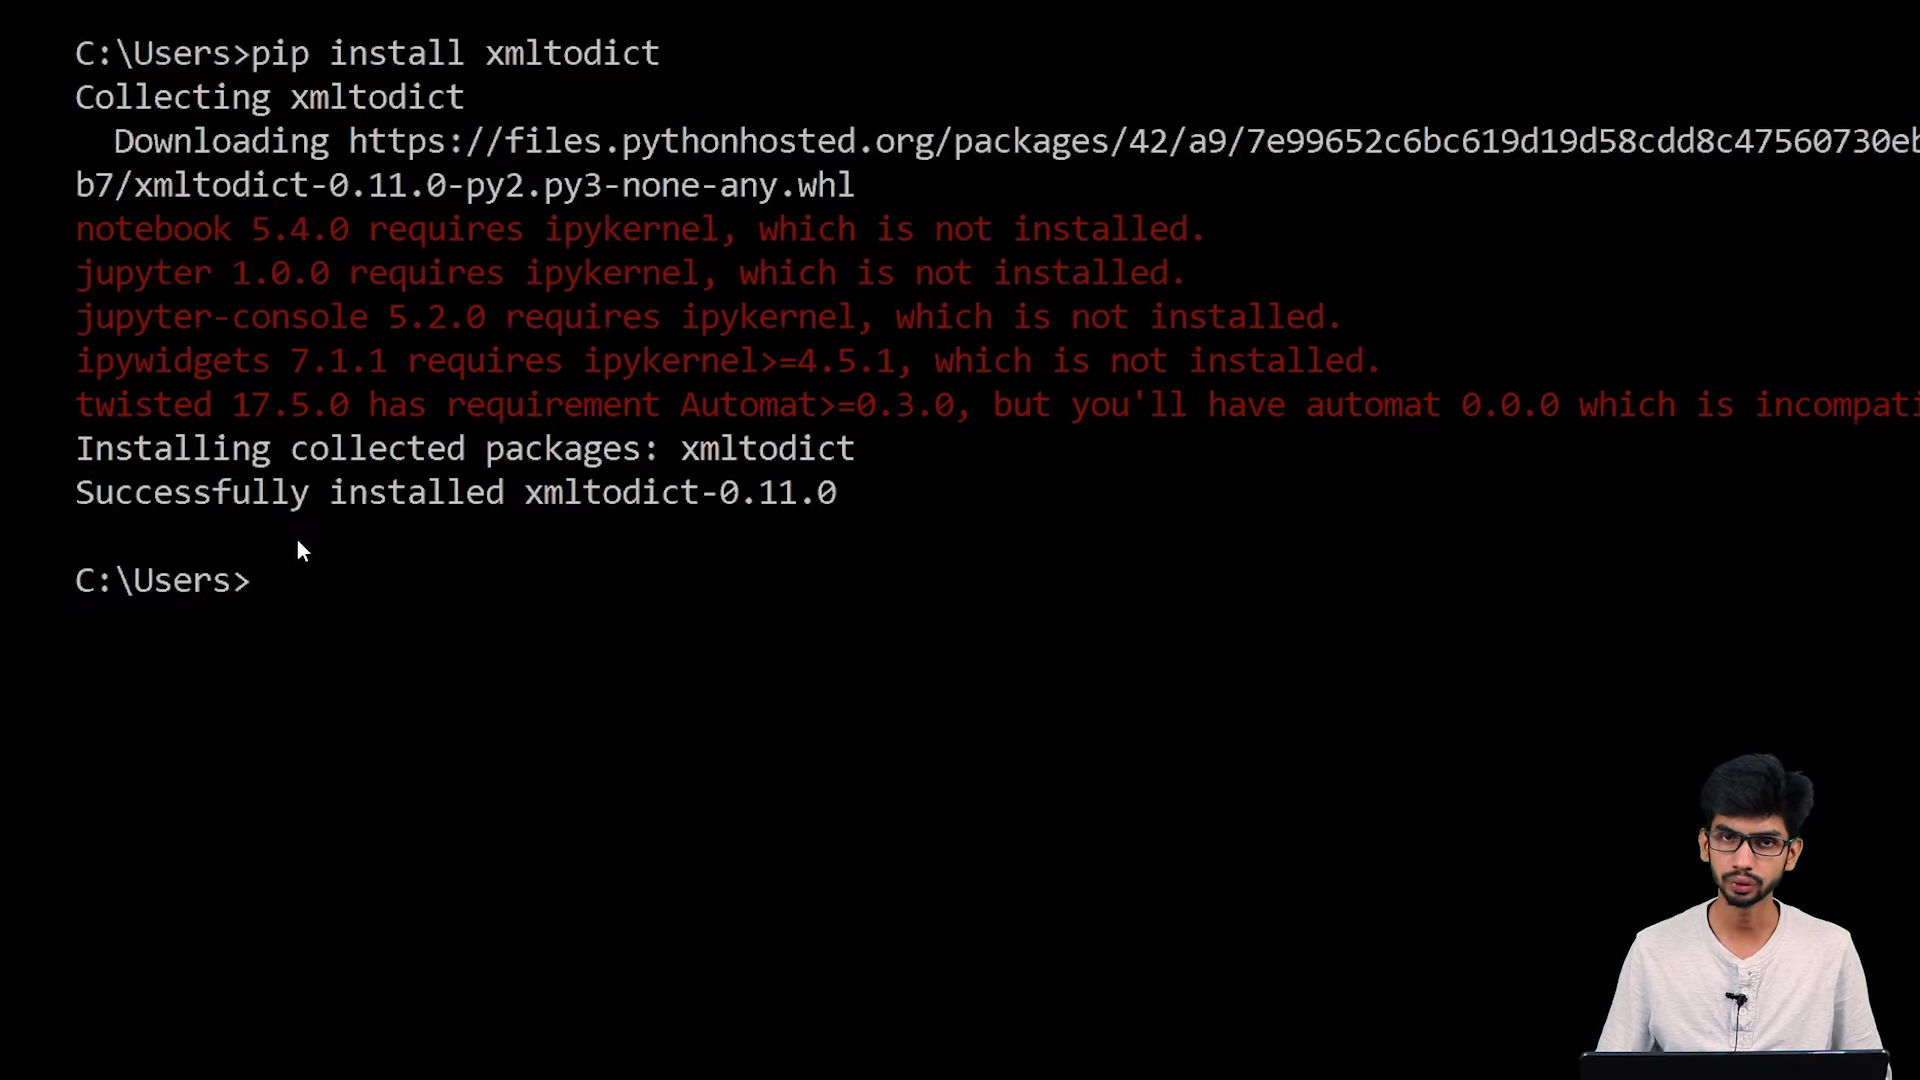 C:\Users>pip install xmltodict
Collecting xmltodict
  Downloading https://files.pythonhosted.org/packages/42/a9/7e99652c6bc619d19d58cdd8c47560730eb
b7/xmltodict-0.11.0-py2.py3-none-any.whl
notebook 5.4.0 requires ipykernel, which is not installed.
jupyter 1.0.0 requires ipykernel, which is not installed.
jupyter-console 5.2.0 requires ipykernel, which is not installed.
ipywidgets 7.1.1 requires ipykernel>=4.5.1, which is not installed.
twisted 17.5.0 has requirement Automat>=0.3.0, but you'll have automat 0.0.0 which is incompati
Installing collected packages: xmltodict
Successfully installed xmltodict-0.11.0
C:\Users>